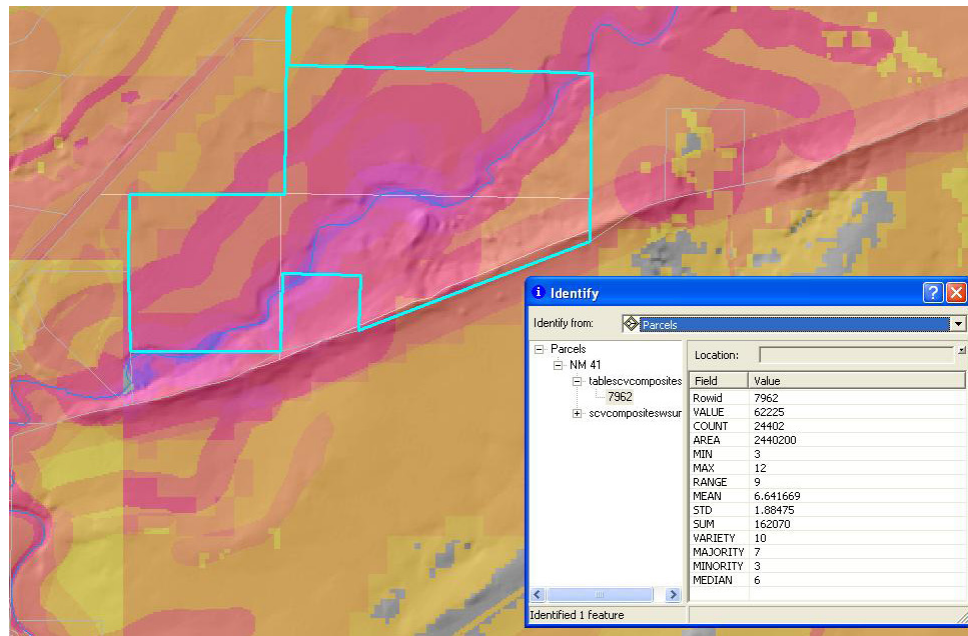 Identify
Identify from: Parcels
Parcels
NM 41
tablescvcomposites
7962
scvcompositeswsur
Location:
Field Value
Rowid 7962
VALUE 62225
COUNT 24402
AREA 2440200
MIN 3
MAX 12
RANGE 9
MEAN 6.641669
STD 1.88475
SUM 162070
VARIETY 10
MAJORITY 7
MINORITY 3
MEDIAN 6
Identified 1 feature